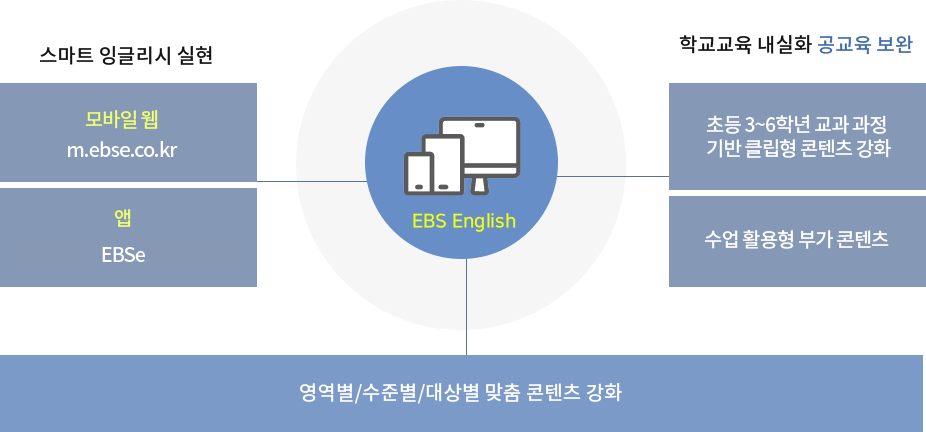 스마트 잉글리시 실현
모바일 웹
m.ebse.co.kr
앱
EBSe
EBS English
학교교육 내실화 공교육 보완
초등 3~6학년 교과 과정
기반 클립형 콘텐츠 강화
수업 활용형 부가 콘텐츠
영역별/수준별/대상별 맞춤 콘텐츠 강화